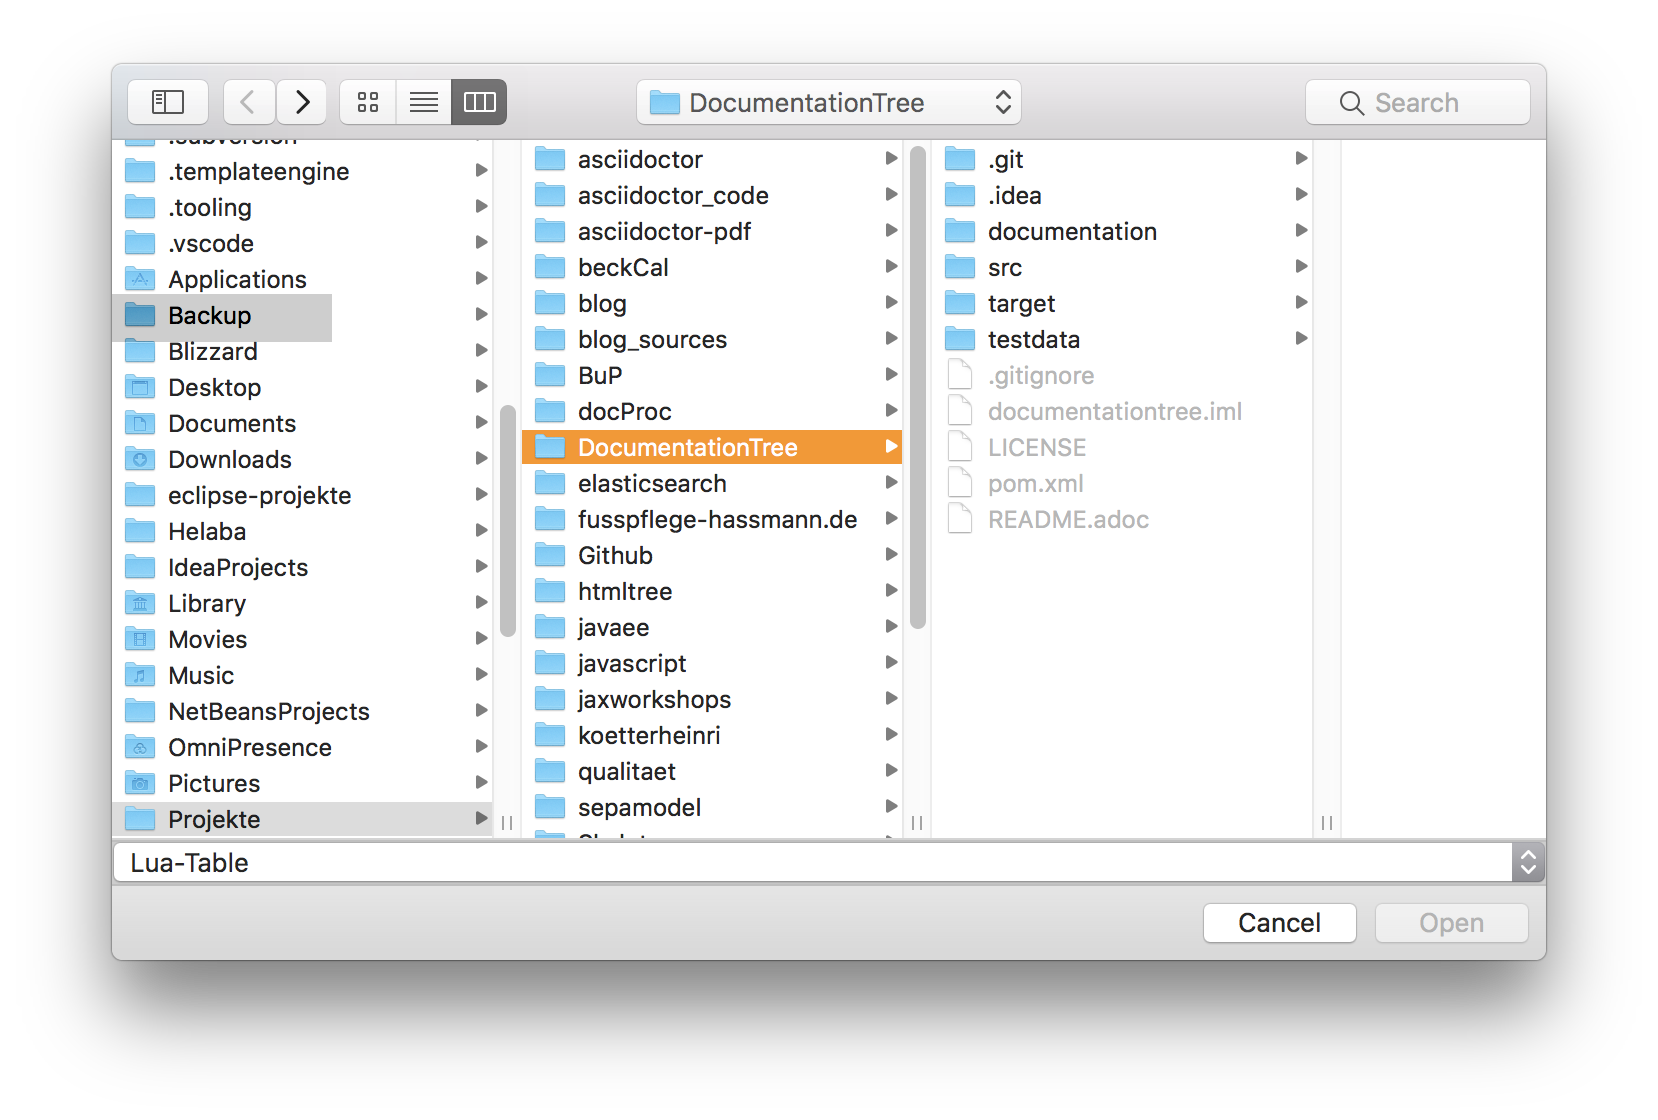 DocumentationTree
Search
.subversion
.templateengine
.tooling
.vscode
Applications
Backup
Blizzard
Desktop
Documents
Downloads
eclipse-projekte
Helaba
IdeaProjects
Library
Movies
Music
NetBeansProjects
OmniPresence
Pictures
Projekte
asciidoctor
asciidoctor_code
asciidoctor-pdf
beckCal
blog
blog_sources
BuP
docProc
DocumentationTree
elasticsearch
fusspflege-hassmann.de
Github
htmltree
javaee
javascript
jaxworkshops
koetterheinri
qualitaet
sepamodel
.git
.idea
documentation
src
target
testdata
.gitignore
documentationtree.iml
LICENSE
pom.xml
README.adoc
Lua-Table
Cancel
Open